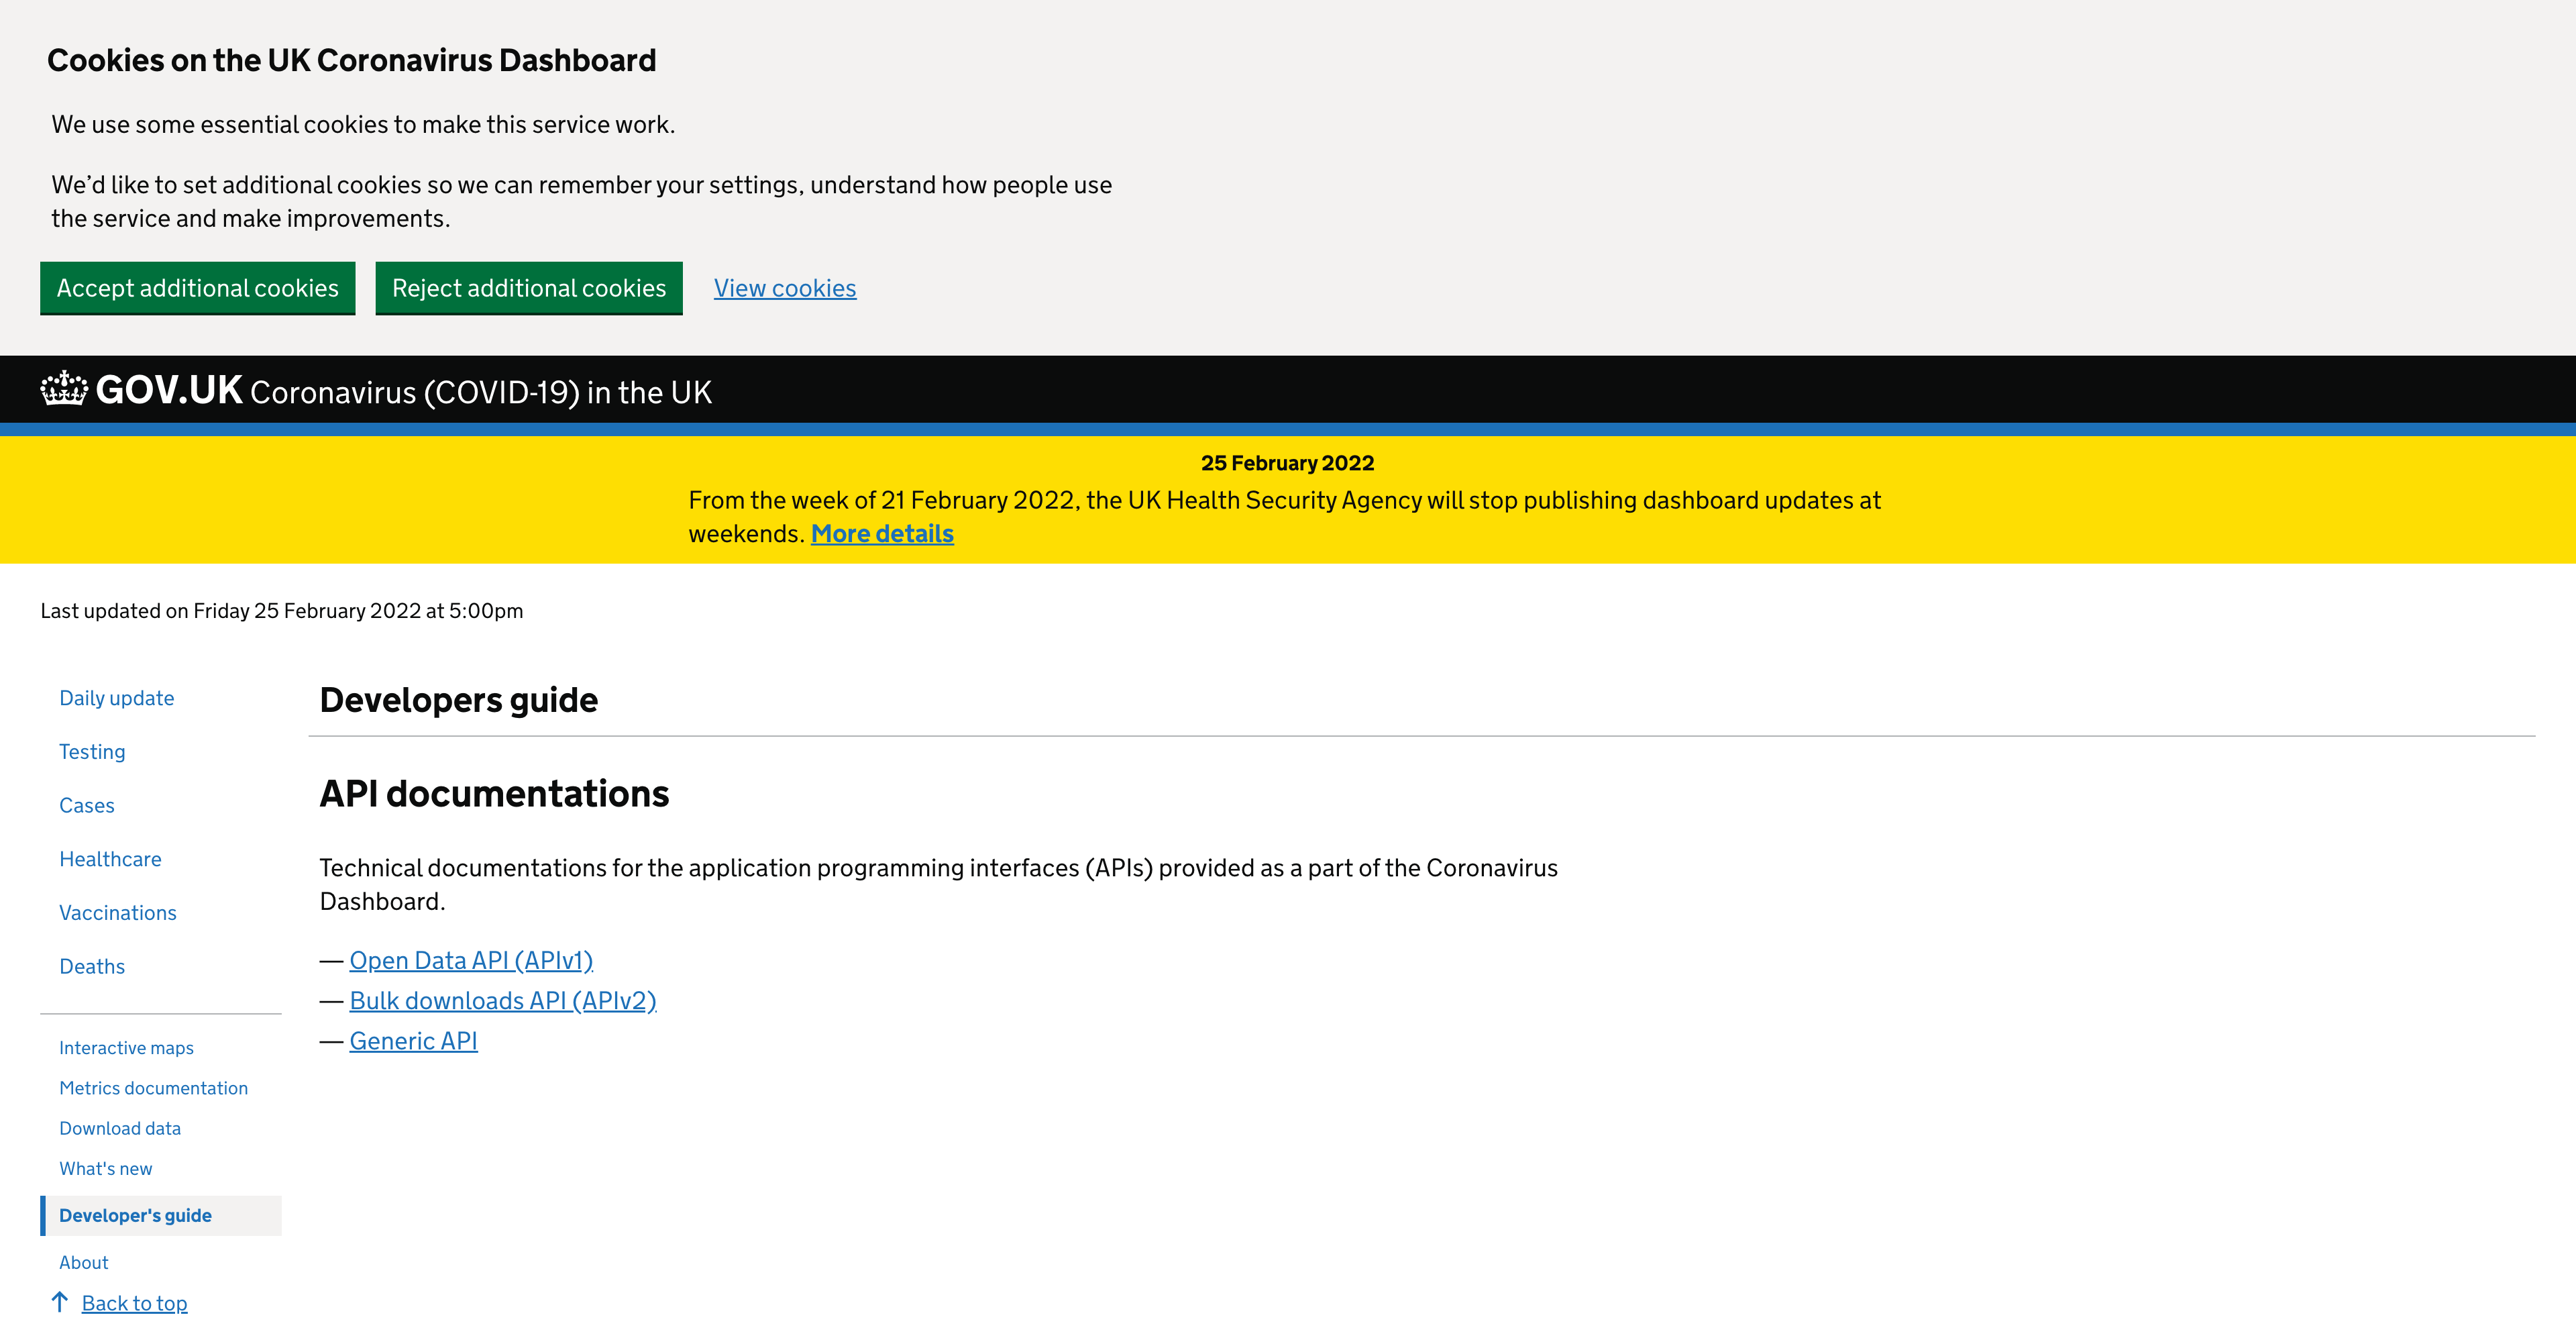 Cookies on the UK Coronavirus Dashboard
We use some essential cookies to make this service work.
We’d like to set additional cookies so we can remember your settings, understand how people use
the service and make improvements.
Accept additional cookies
Reject additional cookies
View cookies
GOV.UK Coronavirus (COVID-19) in the UK
25 February 2022
From the week of 21 February 2022, the UK Health Security Agency will stop publishing dashboard updates at
weekends. More details
Last updated on Friday 25 February 2022 at 5:00pm
Daily update
Testing
Cases
Healthcare
Vaccinations
Deaths
Interactive maps
Metrics documentation
Download data
What's new
Developer's guide
About
↑ Back to top
Developers guide
API documentations
Technical documentations for the application programming interfaces (APIs) provided as a part of the Coronavirus
Dashboard.
— Open Data API (APIv1)
— Bulk downloads API (APIv2)
— Generic API